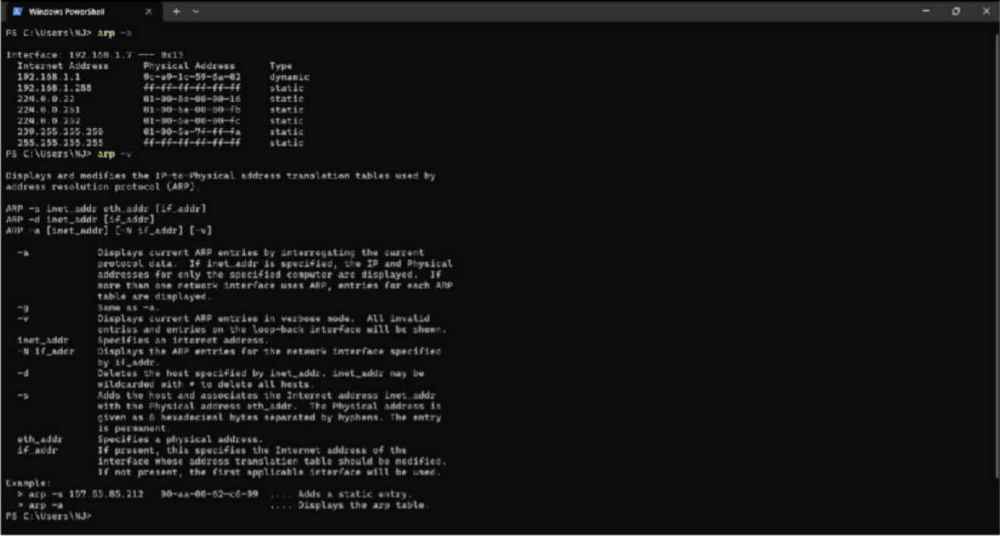 Windows PowerShell
PS C:\Users\NJ> arp -a
Interface: 192.168.1.7 --- 0x13
Internet Address Physical Address Type
192.168.1.1 9c-e9-1c-59-6a-02 dynamic
192.168.1.255 ff-ff-ff-ff-ff-ff static
224.0.0.22 01-00-5e-00-00-16 static
224.0.0.251 01-00-5e-00-00-fb static
224.0.0.252 01-00-5e-00-00-fc static
239.255.255.250 01-00-5e-7f-ff-fa static
255.255.255.255 ff-ff-ff-ff-ff-ff static
PS C:\Users\NJ> arp -v
Displays and modifies the IP-to-Physical address translation tables used by
address resolution protocol (ARP).
ARP -s inet_addr eth_addr [if_addr]
ARP -d inet_addr [if_addr]
ARP -a [inet_addr] [-N if_addr] [-v]
-a Displays current ARP entries by interrogating the current
protocol data. If inet_addr is specified, the IP and Physical
addresses for only the specified computer are displayed. If
more than one network interface uses ARP, entries for each ARP
table are displayed.
-g Same as -a.
-v Displays current ARP entries in verbose mode. All invalid
entries and entries on the loop-back interface will be shown.
inet_addr Specifies an internet address.
-N if_addr Displays the ARP entries for the network interface specified
by if_addr.
-d Deletes the host specified by inet_addr. inet_addr may be
wildcarded with * to delete all hosts.
-s Adds the host and associates the Internet address inet_addr
with the Physical address eth_addr. The Physical address is
given as 6 hexadecimal bytes separated by hyphens. The entry
is permanent.
eth_addr Specifies a physical address.
if_addr If present, this specifies the Internet address of the
interface whose address translation table should be modified.
If not present, the first applicable interface will be used.
Example:
> arp -s 157.55.85.212 00-aa-00-62-c6-09 .... Adds a static entry.
> arp -a .... Displays the arp table.
PS C:\Users\NJ>